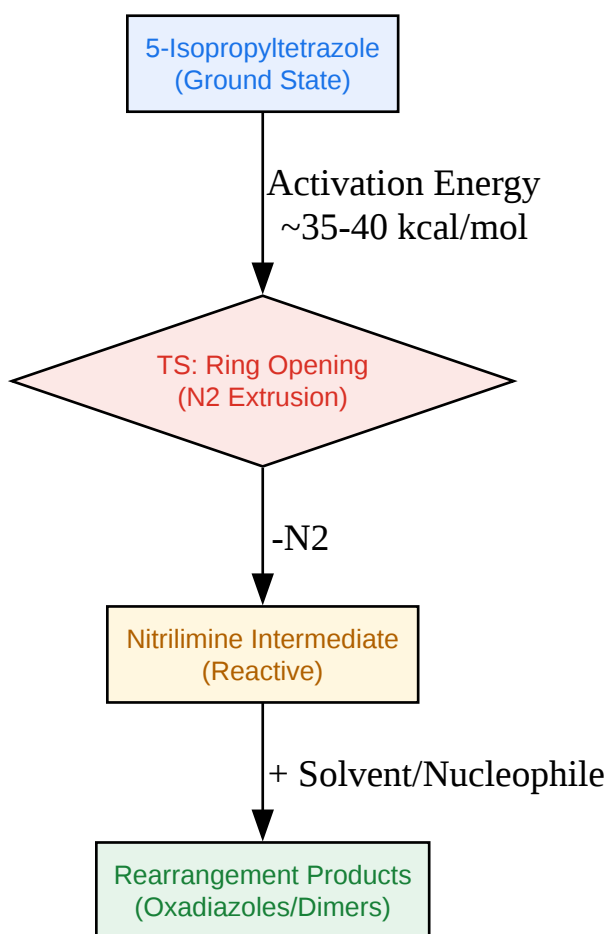 5-Isopropyltetrazole
(Ground State)
Activation Energy
~35-40 kcal/mol
TS: Ring Opening
(N2 Extrusion)
-N2
Nitrilimine Intermediate
(Reactive)
+ Solvent/Nucleophile
Rearrangement Products
(Oxadiazoles/Dimers)